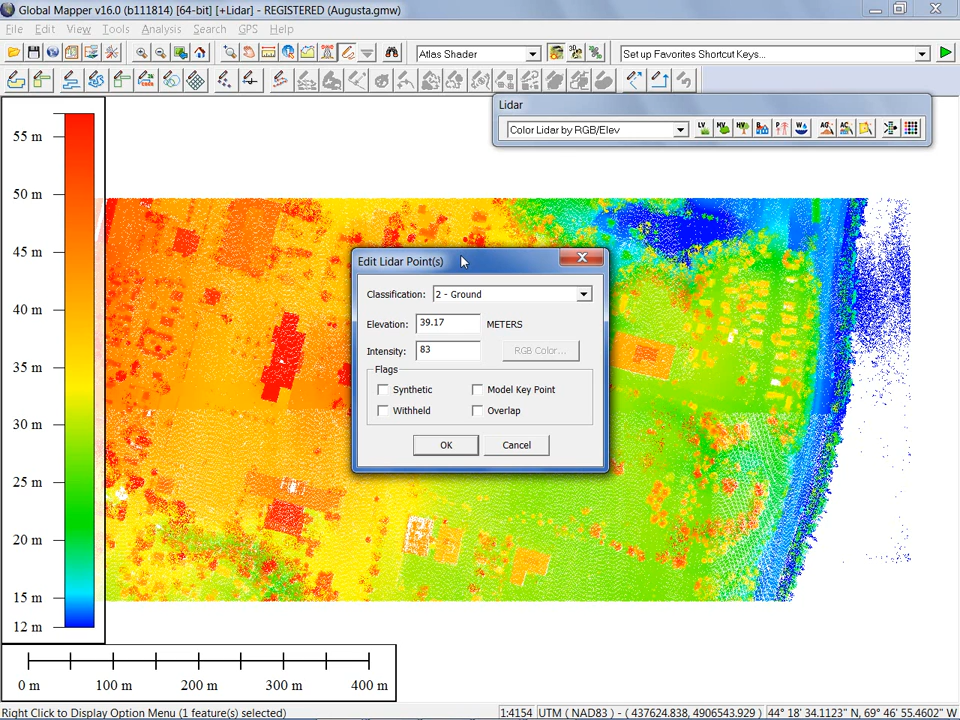 Global Mapper v16.0 (b111814) [64-bit] [+Lidar] - REGISTERED (Augusta.gmw)
File Edit View Tools Analysis Search GPS Help
Atlas Shader
Set up Favorites Shortcut Keys...
Lidar
Color Lidar by RGB/Elev
55 m
50 m
45 m
40 m
35 m
30 m
25 m
20 m
15 m
12 m
Edit Lidar Point(s)
Classification: 2 - Ground
Elevation: 39.17 METERS
Intensity: 83 RGB Color...
Flags
Synthetic Model Key Point
Withheld Overlap
OK Cancel
0 m 100 m 200 m 300 m 400 m
Right Click to Display Option Menu (1 feature(s) selected)
1:4154 UTM ( NAD83 ) - ( 437624.838, 4906543.929 ) 44° 18' 34.1123" N, 69° 46' 55.4602" W